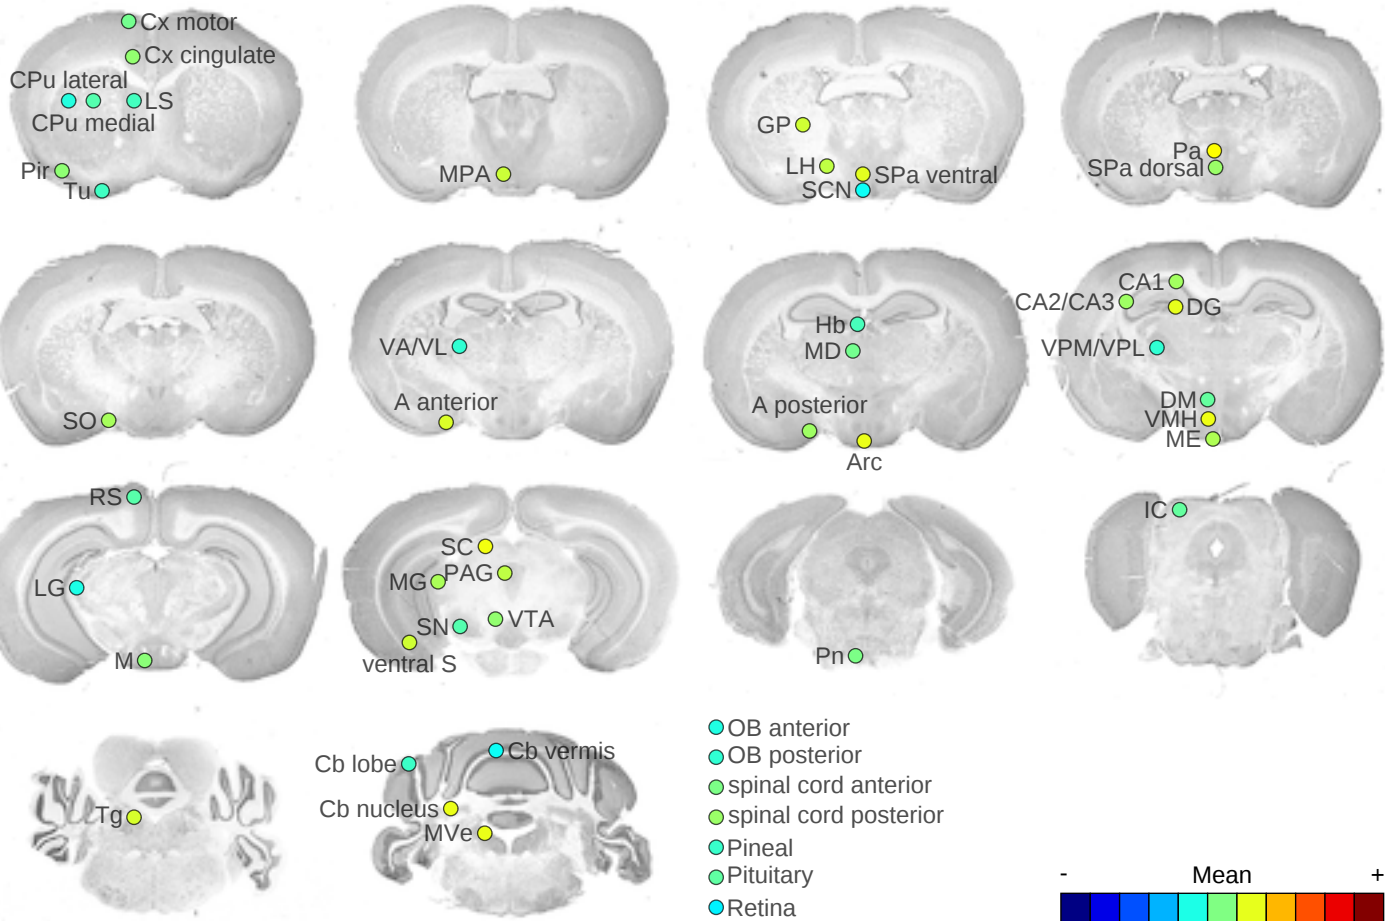 Cx motor
Cx cingulate
CPu lateral
LS
CPu medial
Pir
Tu
MPA
GP
LH
SPa ventral
SCN
Pa
SPa dorsal
SO
VA/VL
A anterior
Hb
MD
A posterior
Arc
CA1
CA2/CA3
DG
VPM/VPL
DM
VMH
ME
RS
LG
M
SC
PAG
MG
VTA
SN
ventral S
Pn
IC
Tg
Cb lobe
Cb vermis
Cb nucleus
MVe
OB anterior
OB posterior
spinal cord anterior
spinal cord posterior
Pineal
Pituitary
Retina
- Mean +